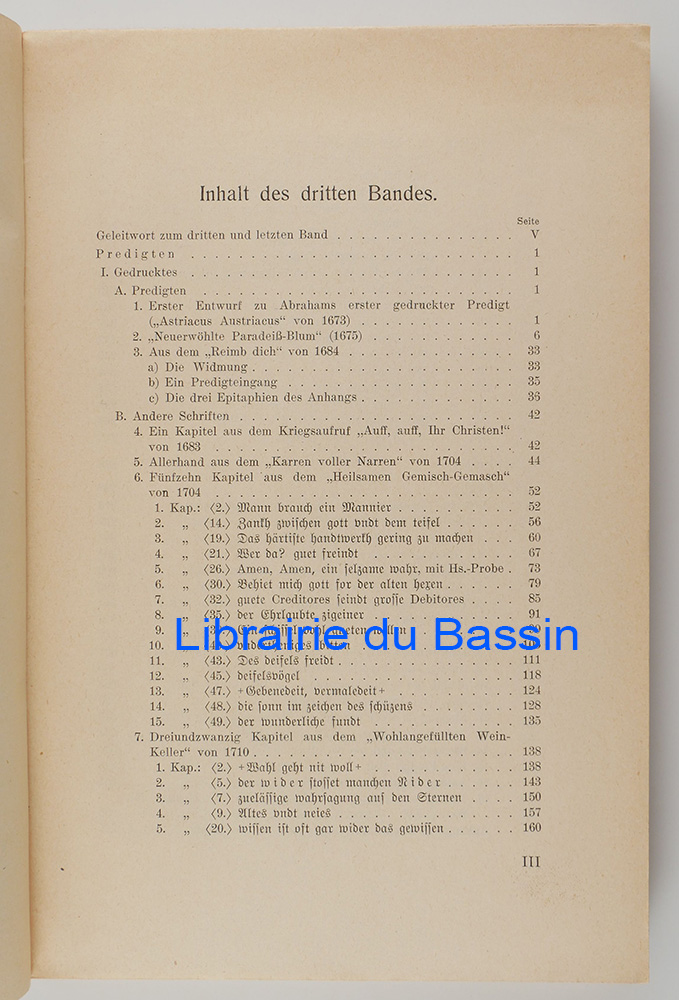 Inhalt des dritten Bandes.
Seite
Geleitwort zum dritten und letzten Band . . . . . . . . . . . . . . . V
Predigten . . . . . . . . . . . . . . . . . . . . . . . . . . . 1
I. Gedrucktes . . . . . . . . . . . . . . . . . . . . . . . . . . 1
A. Predigten . . . . . . . . . . . . . . . . . . . . . . . . . 1
1. Erster Entwurf zu Abrahams erster gedruckter Predigt
(„Astriacus Austriacus“ von 1673) . . . . . . . . . . . . . 1
2. „Neuerwöhlte Paradeiß-Blum“ (1675) . . . . . . . . . . . . 6
3. Aus dem „Reimb dich“ von 1684 . . . . . . . . . . . . . . 33
a) Die Widmung . . . . . . . . . . . . . . . . . . . . . . 33
b) Ein Predigteingang . . . . . . . . . . . . . . . . . . . 35
c) Die drei Epitaphien des Anhangs . . . . . . . . . . . . . 36
B. Andere Schriften . . . . . . . . . . . . . . . . . . . . . . . 42
4. Ein Kapitel aus dem Kriegsaufruf „Auff, auff, Ihr Christen!“
von 1683 . . . . . . . . . . . . . . . . . . . . . . . . . 42
5. Allerhand aus dem „Karren voller Narren“ von 1704 . . . . 44
6. Fünfzehn Kapitel aus dem „Heilsamen Gemisch-Gemasch“
von 1704 . . . . . . . . . . . . . . . . . . . . . . . . . 52
1. Kap.: ⟨2.⟩ Mann brauch ein Mannier . . . . . . . . . . 52
2. „ ⟨14.⟩ Zankh zwischen gott vndt dem teifel . . . . . . 56
3. „ ⟨19.⟩ Das härtiste handtwerkh gering zu machen . . . 60
4. „ ⟨21.⟩ Wer da? guet freindt . . . . . . . . . . . . 67
5. „ ⟨26.⟩ Amen, Amen, ein selzame wahr. mit Hs.-Probe . 73
6. „ ⟨30.⟩ Behiet mich gott for der alten hexen . . . . . 79
7. „ ⟨32.⟩ guete Creditores seindt grosse Debitores . . . . 85
8. „ ⟨35.⟩ der Ehrlaubte zigeiner . . . . . . . . . . . 91
9. „
10. „
11. „ ⟨43.⟩ Des deifels freidt . . . . . . . . . . . . . . 111
12. „ ⟨45.⟩ deifelsvögel . . . . . . . . . . . . . . . . 118
13. „ ⟨47.⟩ +Gebenedeit, vermaledeit+ . . . . . . . . . . 124
14. „ ⟨48.⟩ die sonn im zeichen des schüzens . . . . . . . 128
15. „ ⟨49.⟩ der wunderliche fundt . . . . . . . . . . . . 135
7. Dreiundzwanzig Kapitel aus dem „Wohlangefüllten Wein-
Keller“ von 1710 . . . . . . . . . . . . . . . . . . . . . . 138
1. Kap.: ⟨2.⟩ +Wahl geht nit woll+ . . . . . . . . . . . . 138
2. „ ⟨5.⟩ der wider stosset manchen Nider . . . . . . . 143
3. „ ⟨7.⟩ zuelässige wahrsagung aus den Sternen . . . . 150
4. „ ⟨9.⟩ Altes vndt neies . . . . . . . . . . . . . . . 157
5. „ ⟨20.⟩ wissen ist oft gar wider das gewissen . . . . . . 160
III
Librairie du Bassin